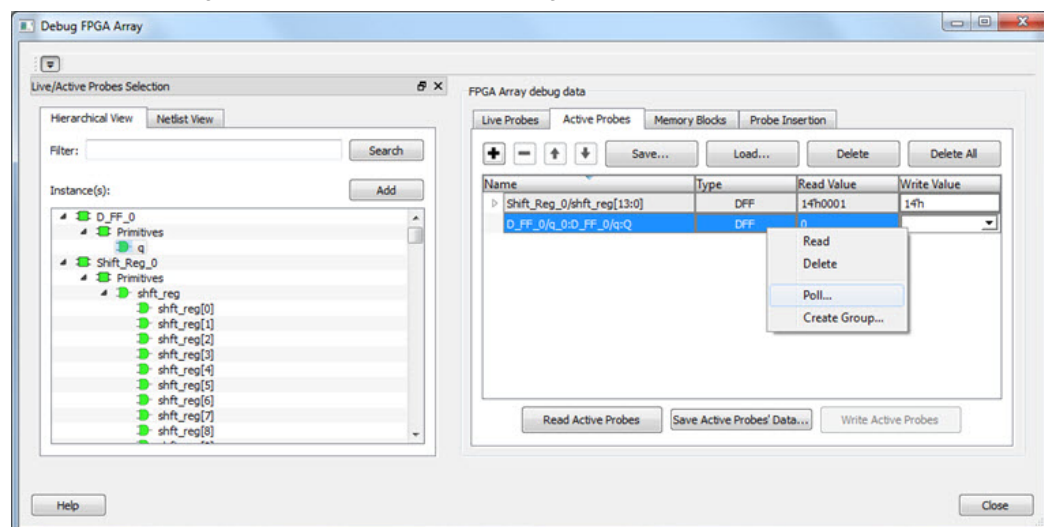 Debug FPGA Array
Live/Active Probes Selection
Hierarchical View Netlist View
Filter: Search
Instance(s): Add
D_FF_0
Primitives
q
Shift_Reg_0
Primitives
shft_reg
shft_reg[0]
shft_reg[1]
shft_reg[2]
shft_reg[3]
shft_reg[4]
shft_reg[5]
shft_reg[6]
shft_reg[7]
shft_reg[8]
FPGA Array debug data
Live Probes Active Probes Memory Blocks Probe Insertion
Save... Load... Delete Delete All
Name Type Read Value Write Value
Shift_Reg_0/shft_reg[13:0] DFF 14'h0001 14'h
D_FF_0/q_0:D_FF_0/q:Q DFF 0
Read
Delete
Poll...
Create Group...
Read Active Probes Save Active Probes' Data... Write Active Probes
Help Close